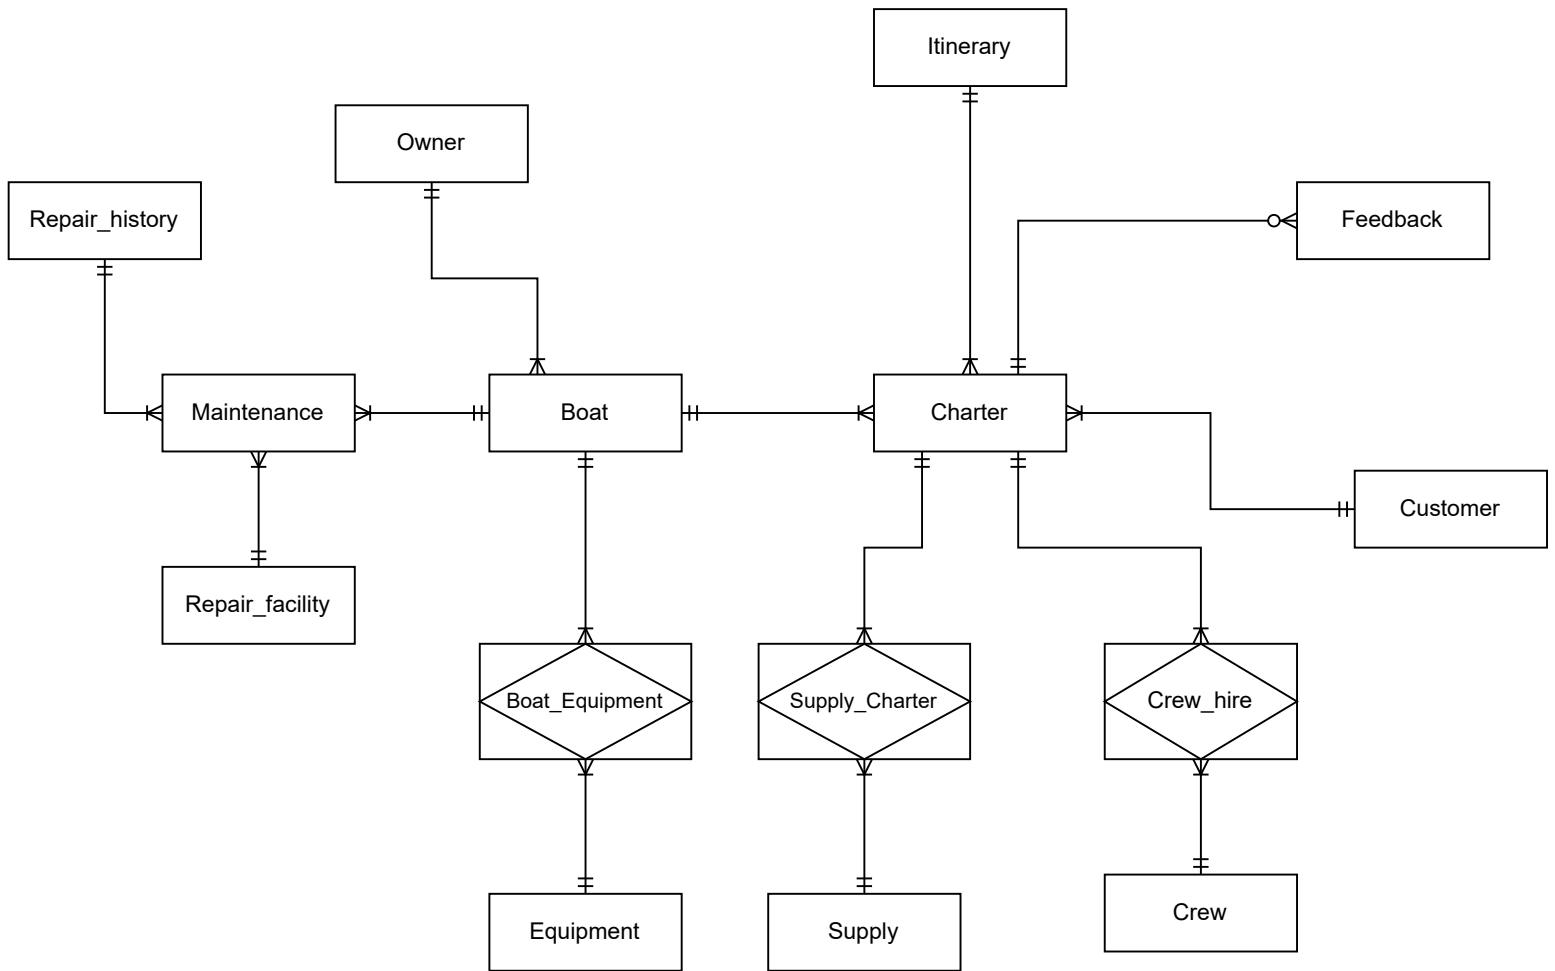 Itinerary
Owner
Repair_history
Feedback
Maintenance
Boat
Charter
Customer
Repair_facility
Boat_Equipment
Supply_Charter
Crew_hire
Equipment
Supply
Crew